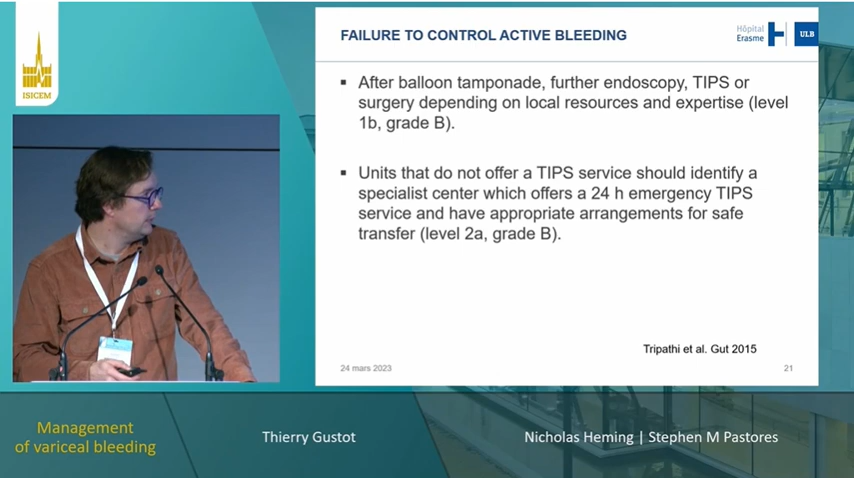 ISICEM
FAILURE TO CONTROL ACTIVE BLEEDING
Hôpital
Erasme
ULB
▪ After balloon tamponade, further endoscopy, TIPS or
surgery depending on local resources and expertise (level
1b, grade B).
▪ Units that do not offer a TIPS service should identify a
specialist center which offers a 24 h emergency TIPS
service and have appropriate arrangements for safe
transfer (level 2a, grade B).
Tripathi et al. Gut 2015
24 mars 2023
21
Management
of variceal bleeding
Thierry Gustot
Nicholas Heming | Stephen M Pastores